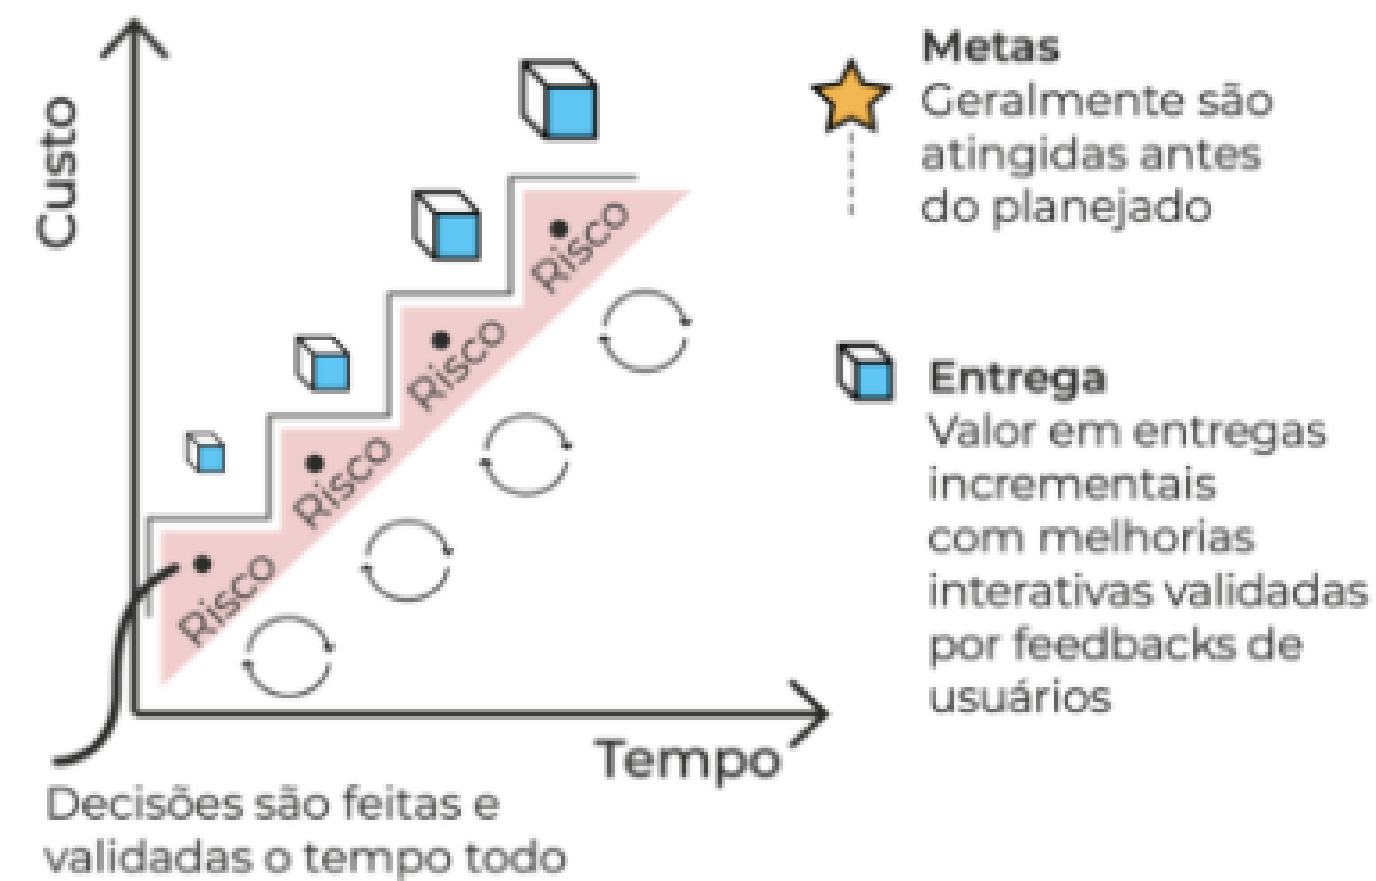 Custo
Risco
Risco
Risco
Risco
Tempo
Decisões são feitas e
validadas o tempo todo
Metas
Geralmente são
atingidas antes
do planejado
Entrega
Valor em entregas
incrementais
com melhorias
interativas validadas
por feedbacks de
usuários